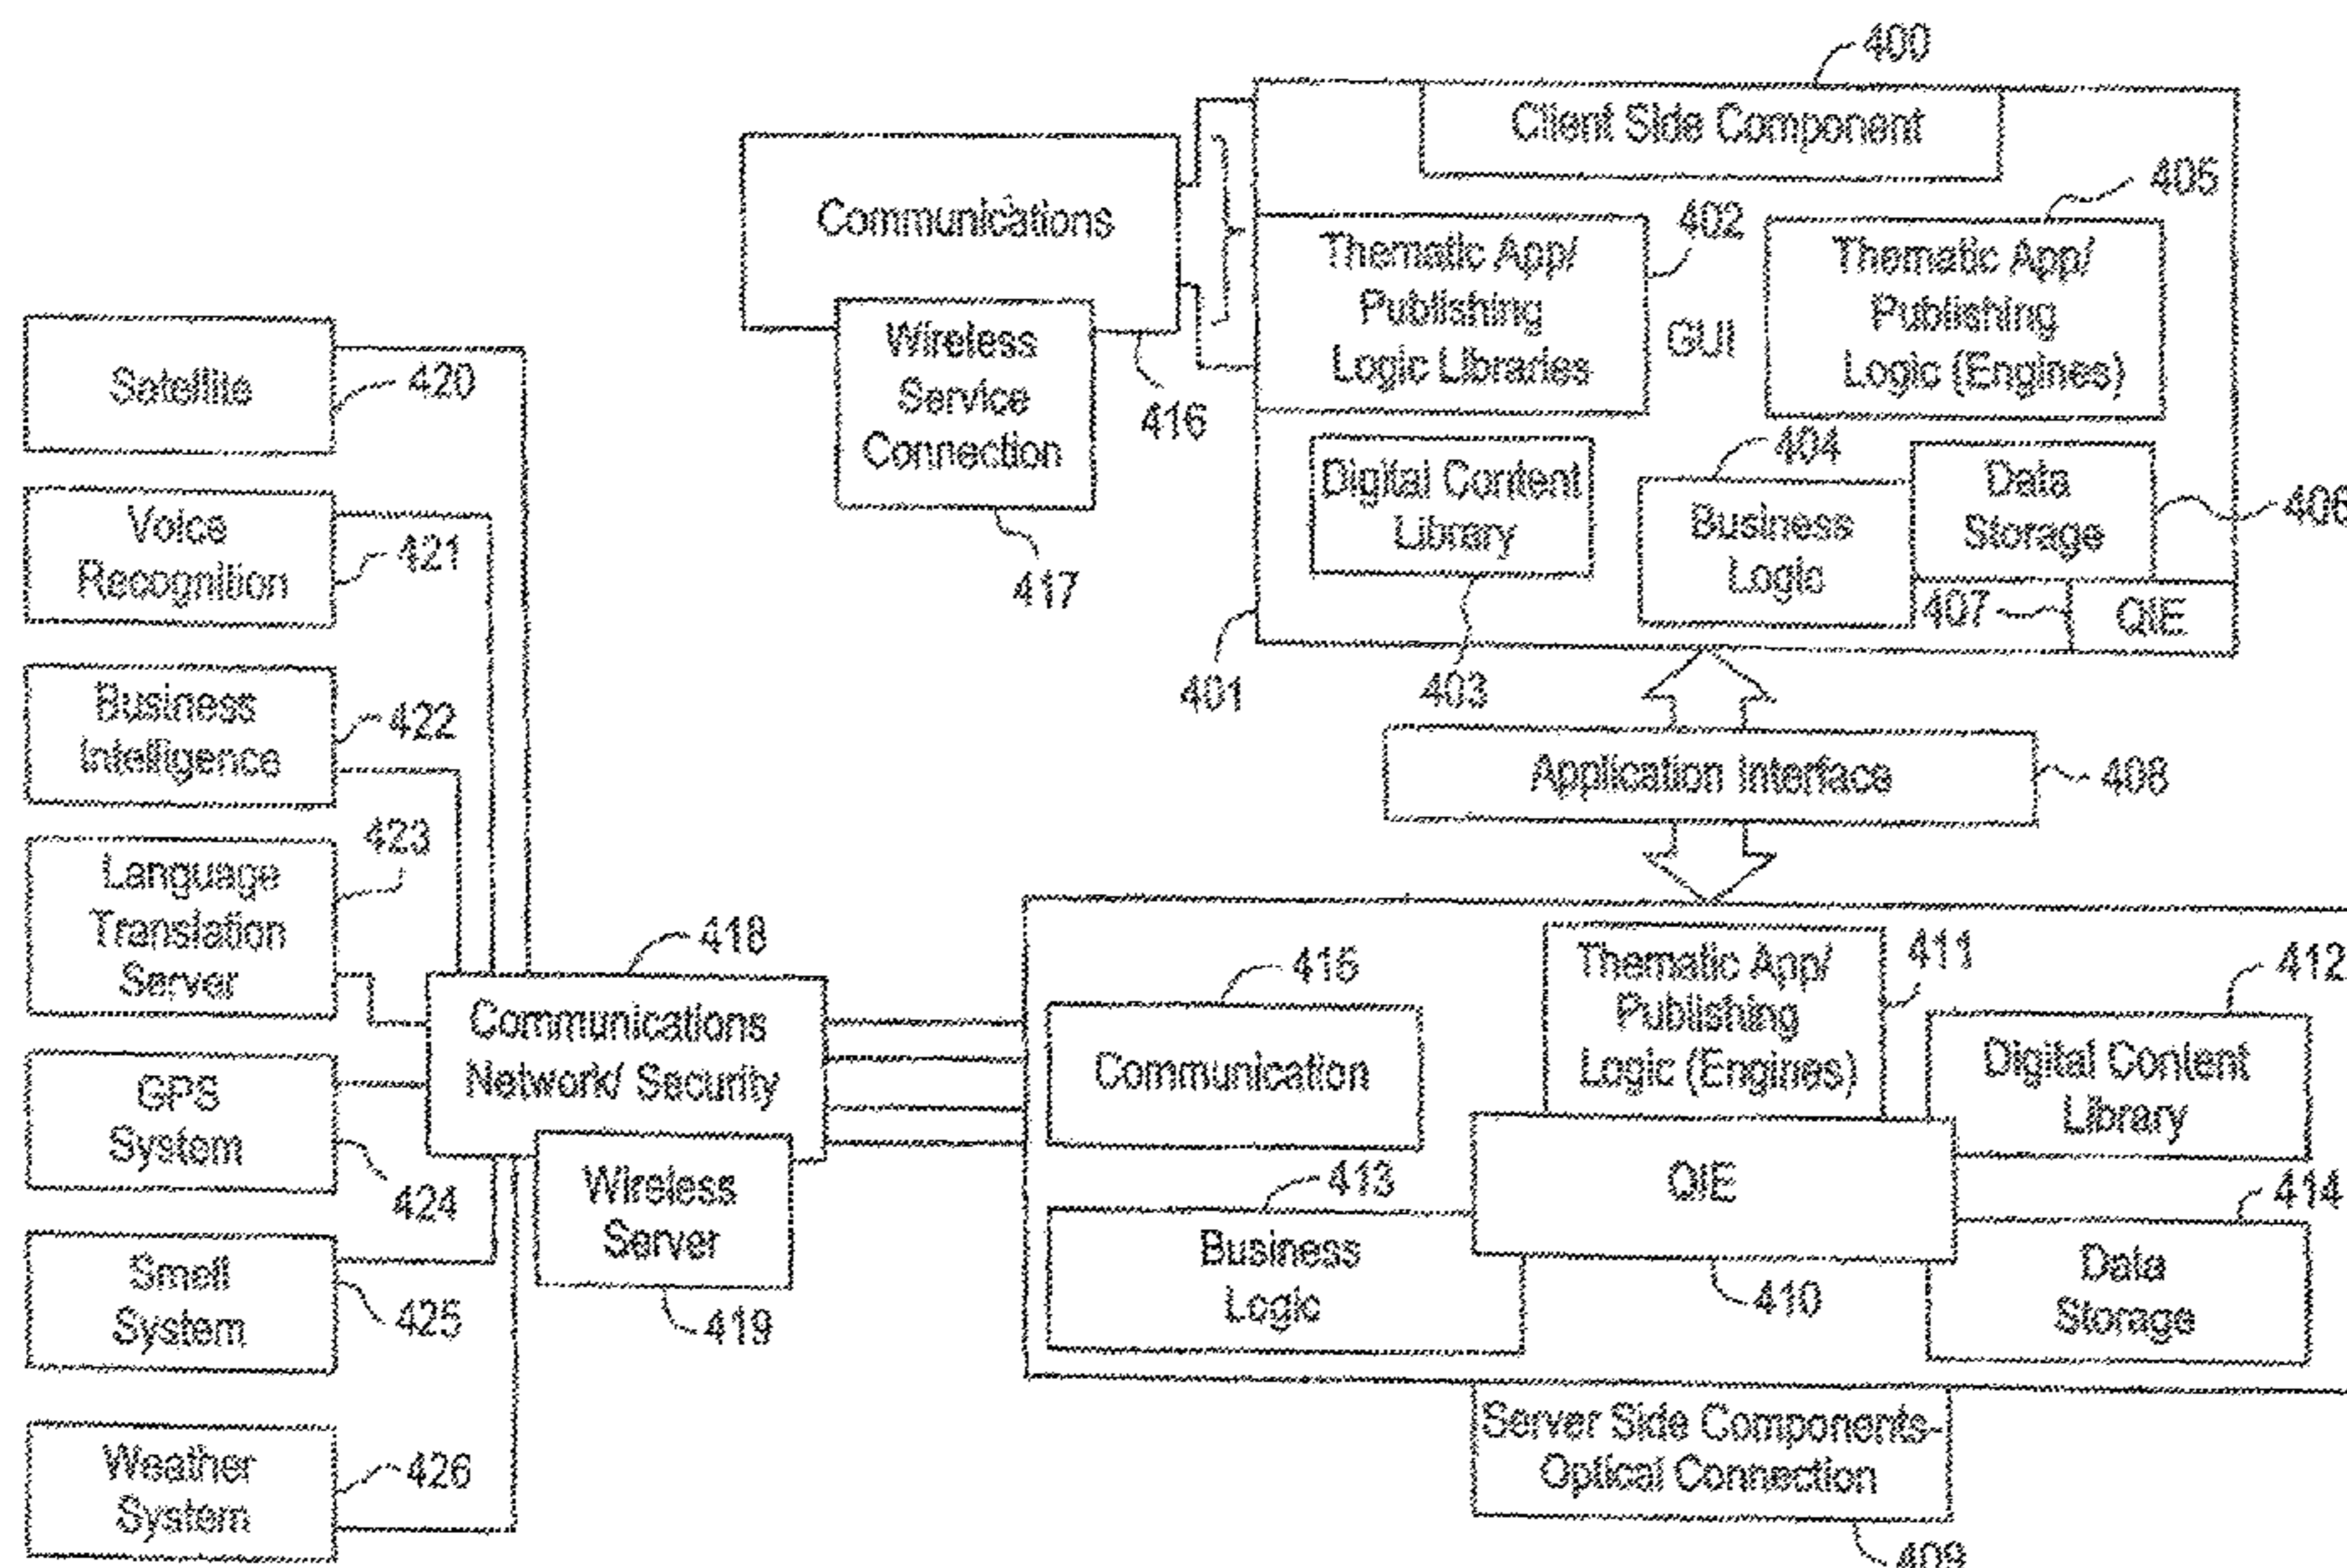 400
Client Side Component
405
Communications
402
Thematic App/
Publishing
Logic Libraries
GUI
Thematic App/
Publishing
Logic (Engines)
Wireless
Service
Connection
416
417
Satellite
420
Digital Content
Library
404
Business
Logic
Data
Storage
406
407
QIE
401
403
Voice
Recognition
421
Business
Intelligence
422
Application Interface
408
Language
Translation
Server
423
418
Communications
Network/ Security
Wireless
Server
419
415
Communication
Thematic App/
Publishing
Logic (Engines)
411
412
Digital Content
Library
GPS
System
424
413
Business
Logic
QIE
410
414
Data
Storage
Smell
System
425
Weather
System
426
Server Side Components-
Optical Connection
409